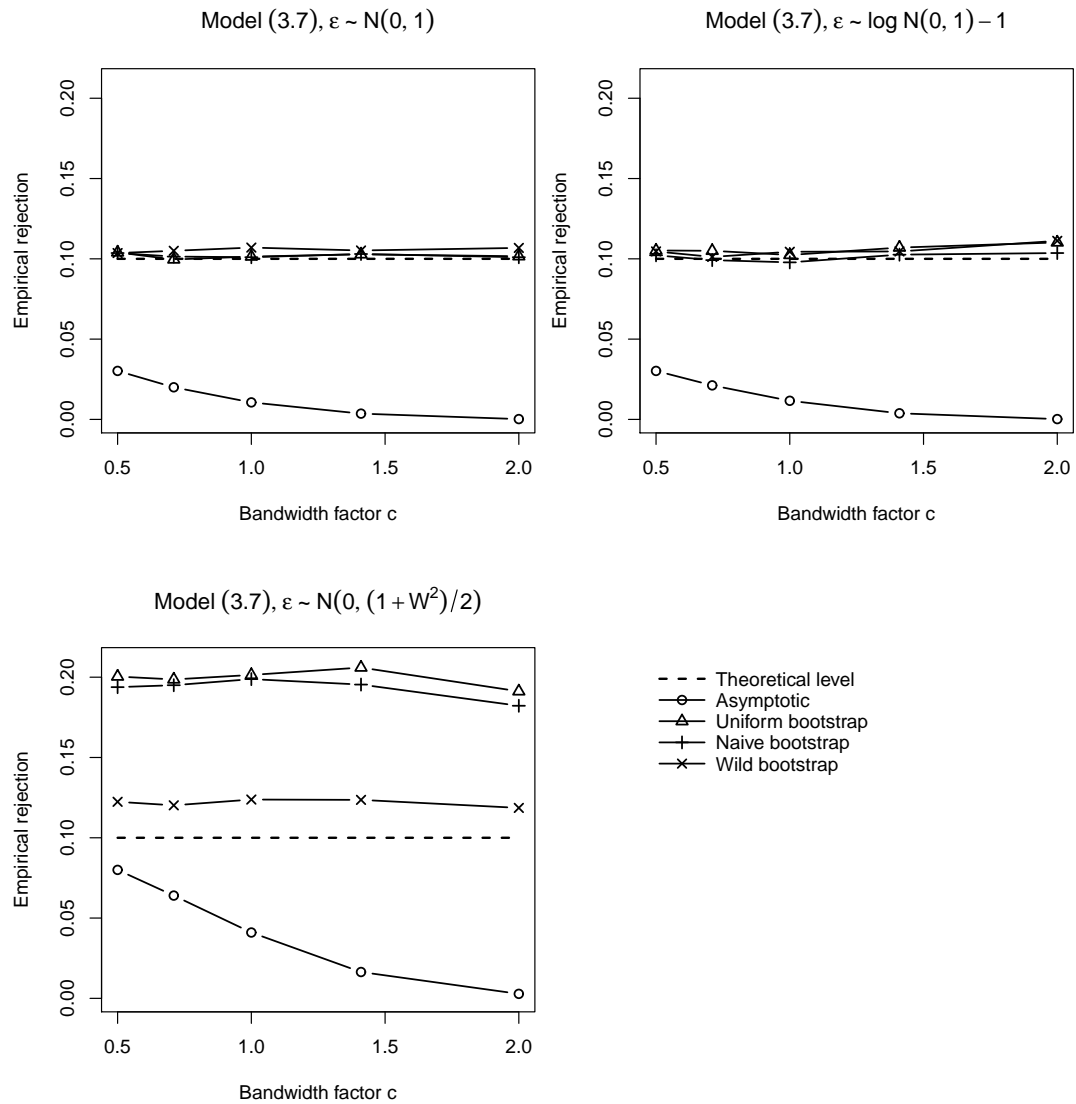 Model (3.7), ε ~ N(0, 1)
Empirical rejection
0.20
0.15
0.10
0.05
0.00
0.5
1.0
1.5
2.0
Bandwidth factor c
Model (3.7), ε ~ log N(0, 1) − 1
Empirical rejection
0.20
0.15
0.10
0.05
0.00
0.5
1.0
1.5
2.0
Bandwidth factor c
Model (3.7), ε ~ N(0, (1 + W²)/2)
Empirical rejection
0.20
0.15
0.10
0.05
0.00
0.5
1.0
1.5
2.0
Bandwidth factor c
Theoretical level
Asymptotic
Uniform bootstrap
Naive bootstrap
Wild bootstrap